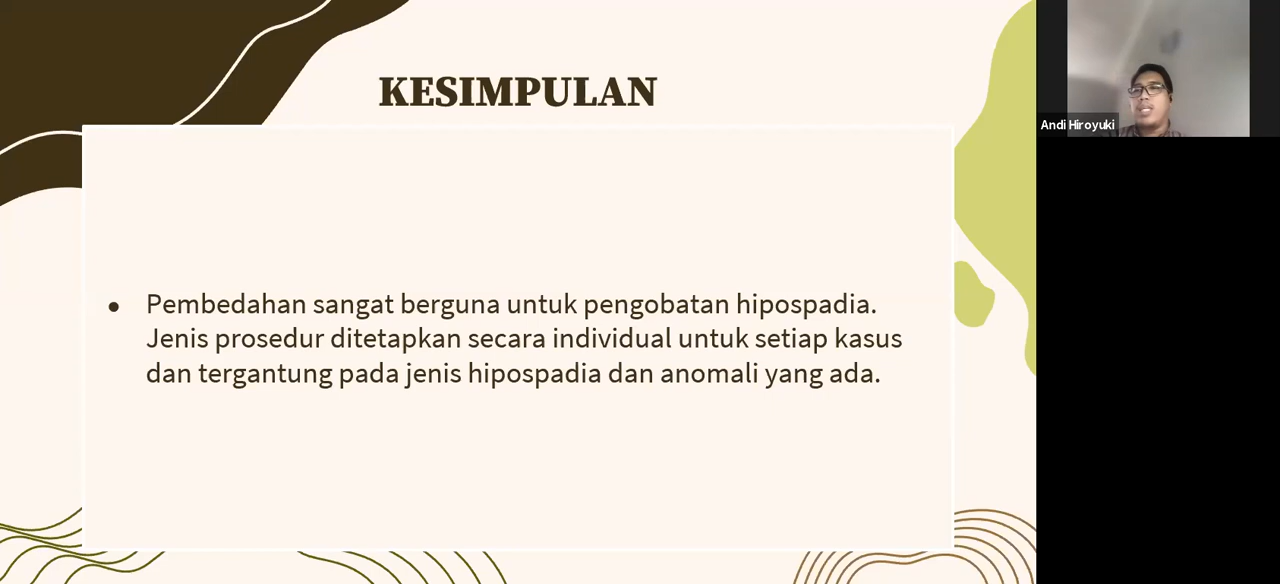 KESIMPULAN
Andi Hiroyuki
● Pembedahan sangat berguna untuk pengobatan hipospadia.
Jenis prosedur ditetapkan secara individual untuk setiap kasus
dan tergantung pada jenis hipospadia dan anomali yang ada.